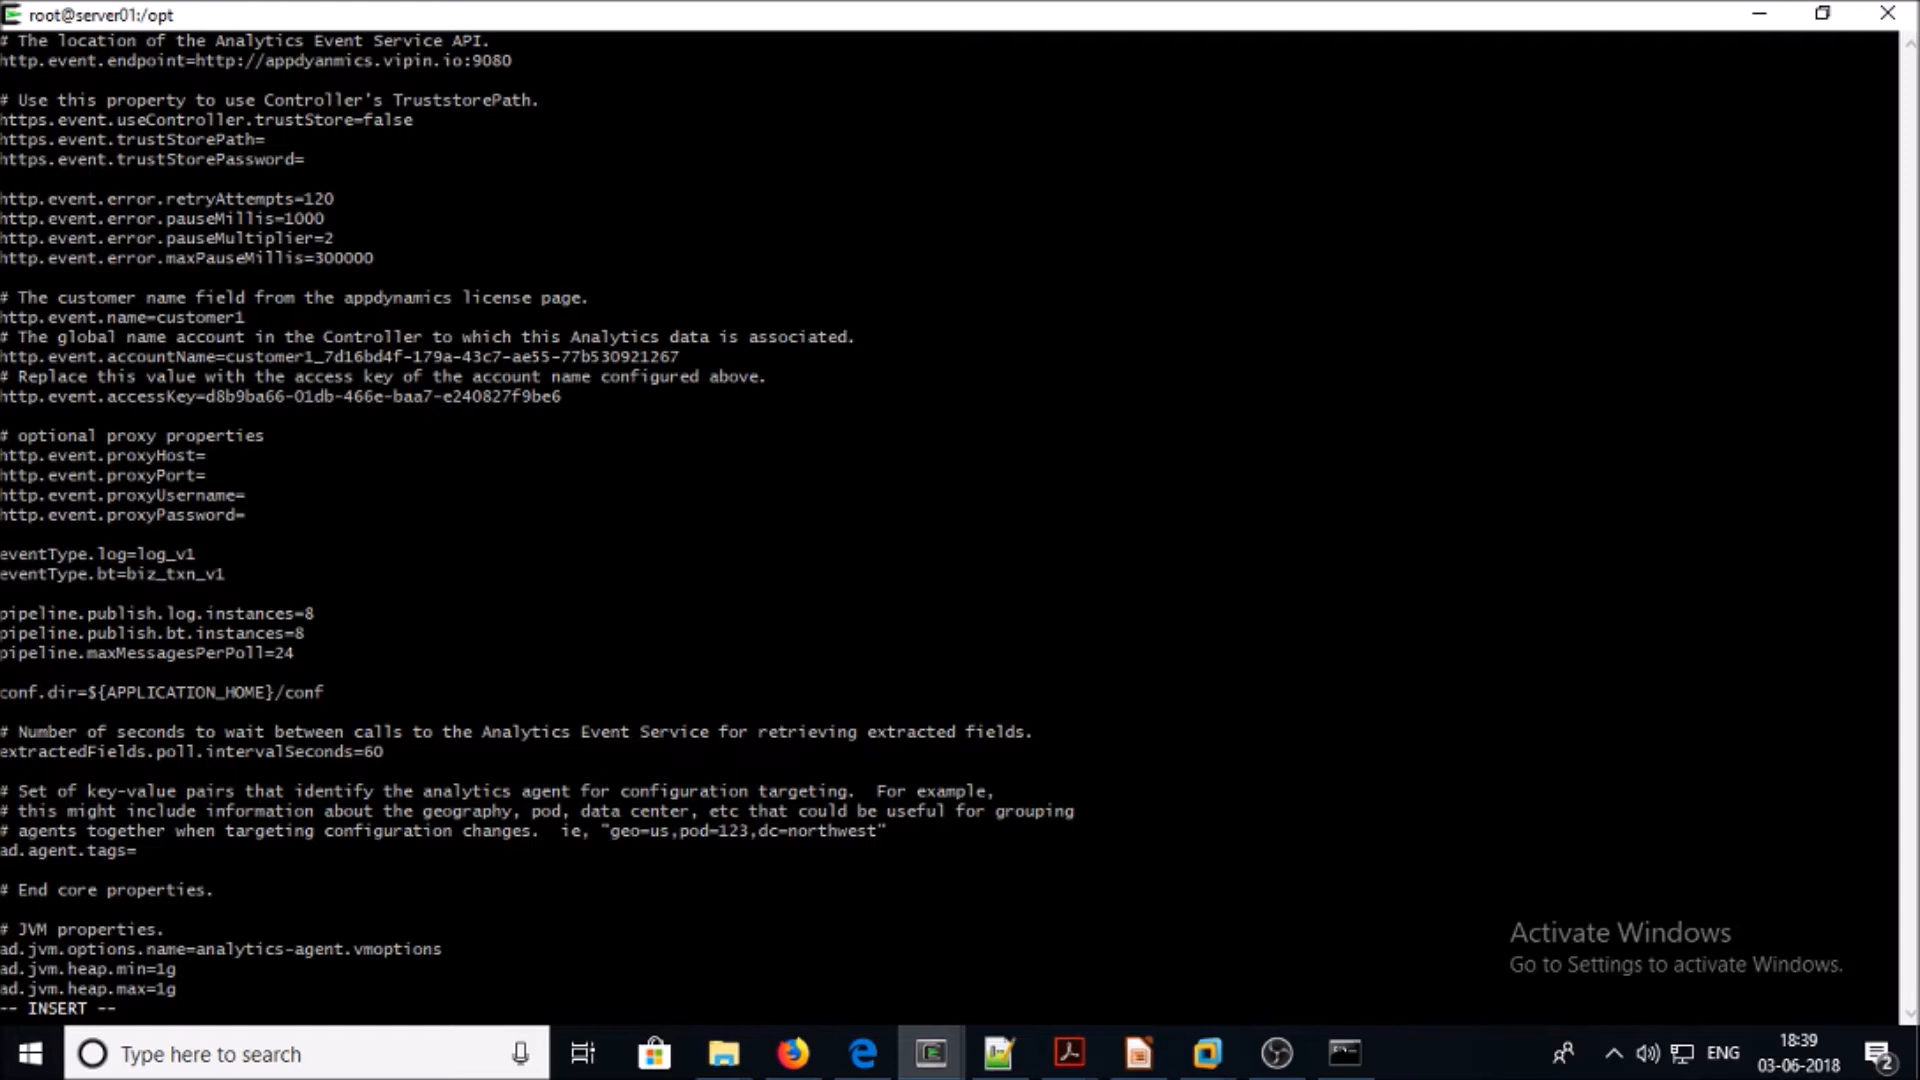 root@server01:/opt
# The location of the Analytics Event Service API.
http.event.endpoint=http://appdyanmics.vipin.io:9080
# Use this property to use Controller's TruststorePath.
https.event.useController.trustStore=false
https.event.trustStorePath=
https.event.trustStorePassword=
http.event.error.retryAttempts=120
http.event.error.pauseMillis=1000
http.event.error.pauseMultiplier=2
http.event.error.maxPauseMillis=300000
# The customer name field from the appdynamics license page.
http.event.name=customer1
# The global name account in the Controller to which this Analytics data is associated.
http.event.accountName=customer1_7d16bd4f-179a-43c7-ae55-77b530921267
# Replace this value with the access key of the account name configured above.
http.event.accessKey=d8b9ba66-01db-466e-baa7-e240827f9be6
# optional proxy properties
http.event.proxyHost=
http.event.proxyPort=
http.event.proxyUsername=
http.event.proxyPassword=
eventType.log=log_v1
eventType.bt=biz_txn_v1
pipeline.publish.log.instances=8
pipeline.publish.bt.instances=8
pipeline.maxMessagesPerPoll=24
conf.dir=${APPLICATION_HOME}/conf
# Number of seconds to wait between calls to the Analytics Event Service for retrieving extracted fields.
extractedFields.poll.intervalSeconds=60
# Set of key-value pairs that identify the analytics agent for configuration targeting.  For example,
# this might include information about the geography, pod, data center, etc that could be useful for grouping
# agents together when targeting configuration changes.  ie, "geo=us,pod=123,dc=northwest"
ad.agent.tags=
# End core properties.
# JVM properties.
ad.jvm.options.name=analytics-agent.vmoptions
ad.jvm.heap.min=1g
ad.jvm.heap.max=1g
-- INSERT --
Activate Windows
Go to Settings to activate Windows.
Type here to search
ENG
18:39
03-06-2018
2